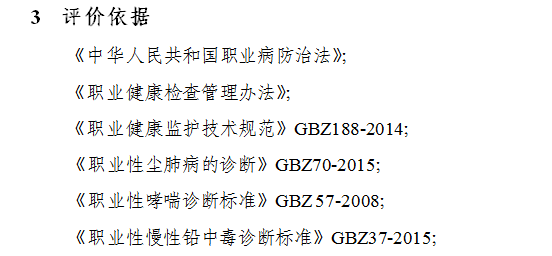 3 评价依据
《中华人民共和国职业病防治法》;
《职业健康检查管理办法》;
《职业健康监护技术规范》GBZ188-2014;
《职业性尘肺病的诊断》GBZ70-2015;
《职业性哮喘诊断标准》GBZ 57-2008;
《职业性慢性铅中毒诊断标准》GBZ37-2015;